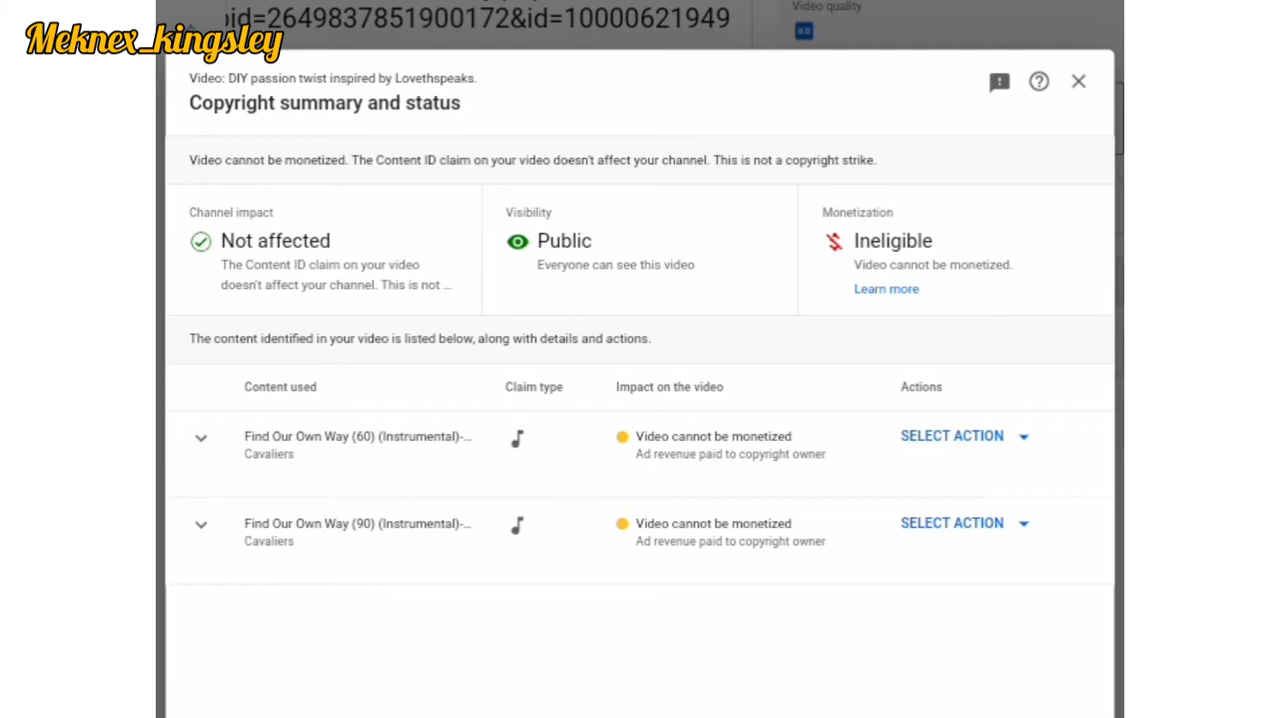 pid=2649837851900172&id=10000621949
Video quality
Meknex_kingsley
Video: DIY passion twist inspired by Lovethspeaks.
Copyright summary and status
Video cannot be monetized. The Content ID claim on your video doesn't affect your channel. This is not a copyright strike.
Channel impact
Not affected
The Content ID claim on your video
doesn't affect your channel. This is not ...
Visibility
Public
Everyone can see this video
Monetization
Ineligible
Video cannot be monetized.
Learn more
The content identified in your video is listed below, along with details and actions.
Content used Claim type Impact on the video Actions
Find Our Own Way (60) (Instrumental)-... Video cannot be monetized SELECT ACTION
Cavaliers Ad revenue paid to copyright owner
Find Our Own Way (90) (Instrumental)-... Video cannot be monetized SELECT ACTION
Cavaliers Ad revenue paid to copyright owner